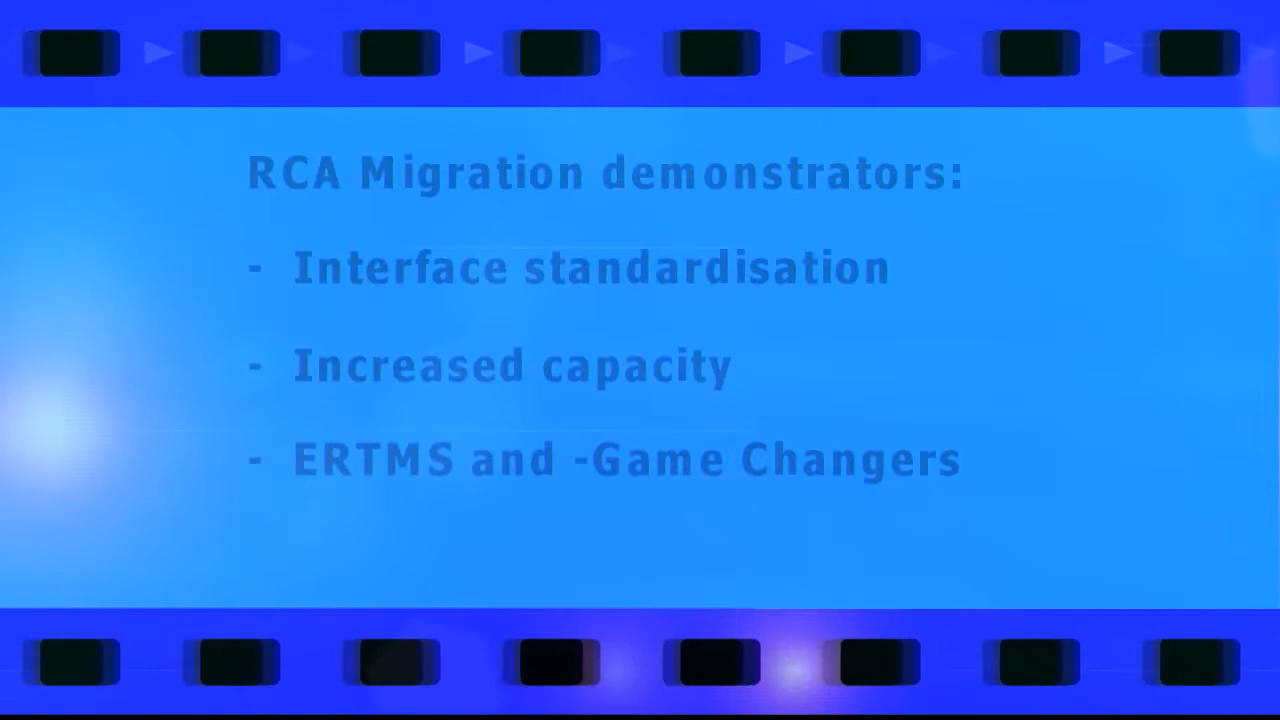 RCA Migration demonstrators:
- Interface standardisation
- Increased capacity
- ERTMS and -Game Changers